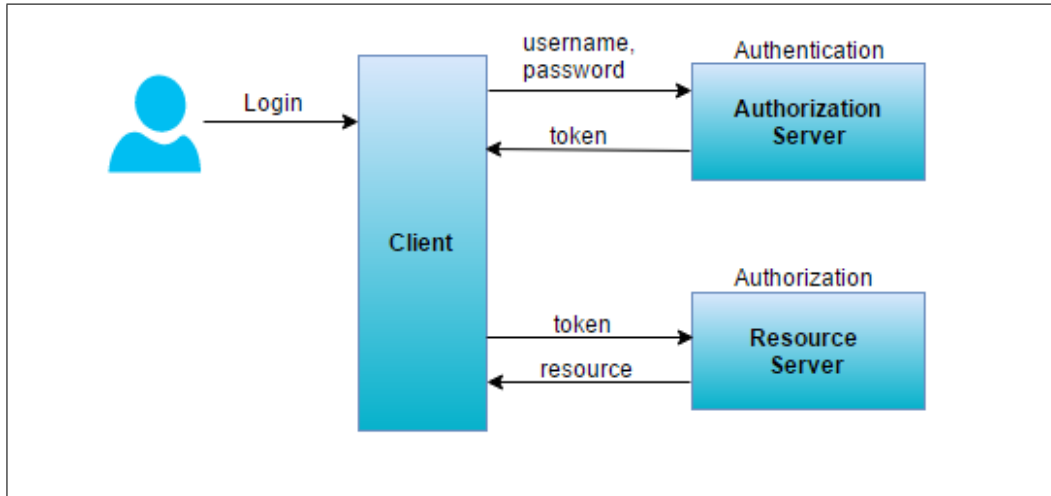 username,
password
Authentication
Authorization
Server
Login
token
Client
Authorization
token
Resource
Server
resource